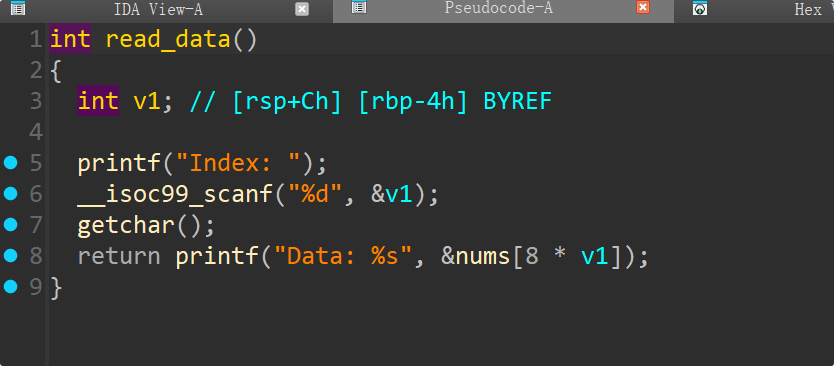 IDA View-A Pseudocode-A Hex
1 int read_data()
2 {
3   int v1; // [rsp+Ch] [rbp-4h] BYREF
4
5   printf("Index: ");
6   __isoc99_scanf("%d", &v1);
7   getchar();
8   return printf("Data: %s", &nums[8 * v1]);
9 }